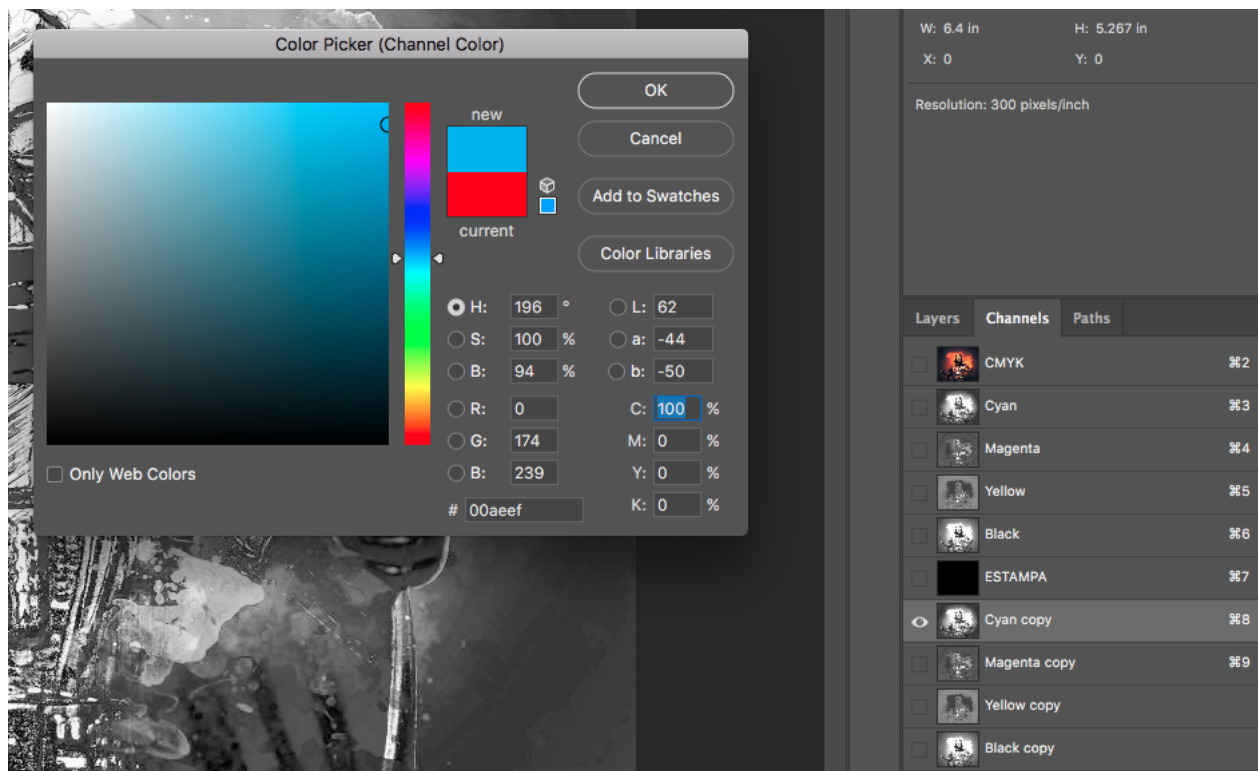 Color Picker (Channel Color)
new
current
OK
Cancel
Add to Swatches
Color Libraries
H: 196 °
S: 100 %
B: 94 %
R: 0
G: 174
B: 239
# 00aeef
L: 62
a: -44
b: -50
C: 100 %
M: 0 %
Y: 0 %
K: 0 %
Only Web Colors
W: 6.4 in H: 5.267 in
X: 0 Y: 0
Resolution: 300 pixels/inch
Layers Channels Paths
CMYK ⌘2
Cyan ⌘3
Magenta ⌘4
Yellow ⌘5
Black ⌘6
ESTAMPA ⌘7
Cyan copy ⌘8
Magenta copy ⌘9
Yellow copy
Black copy